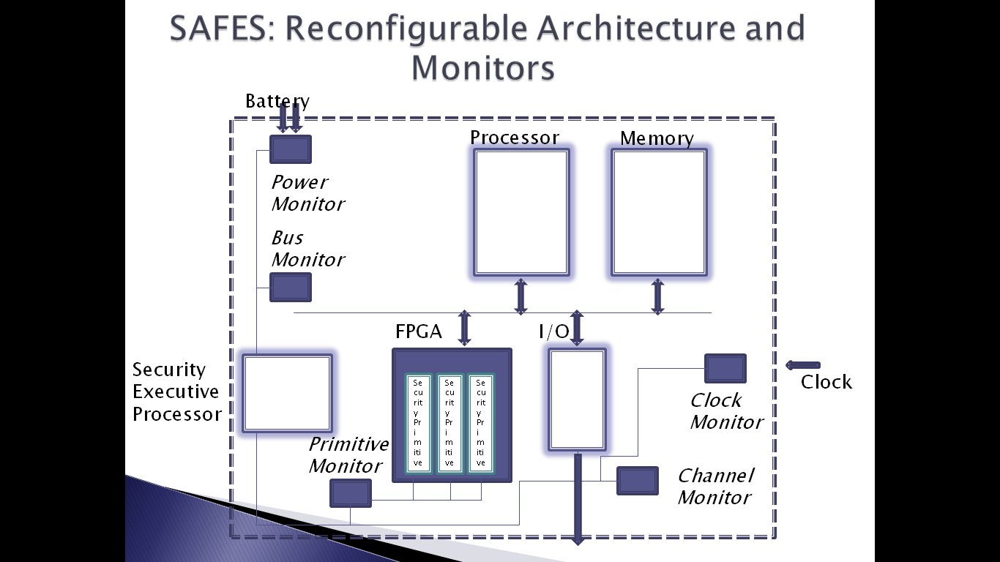 SAFES: Reconfigurable Architecture and
Monitors
Battery
Processor
Memory
Power
Monitor
Bus
Monitor
FPGA
I/O
Security
Executive
Processor
Clock
Clock
Monitor
Primitive
Monitor
Se
cu
rit
y
Pr
i
m
iti
ve
Se
cu
rit
y
Pr
i
m
iti
ve
Se
cu
rit
y
Pr
i
m
iti
ve
Channel
Monitor